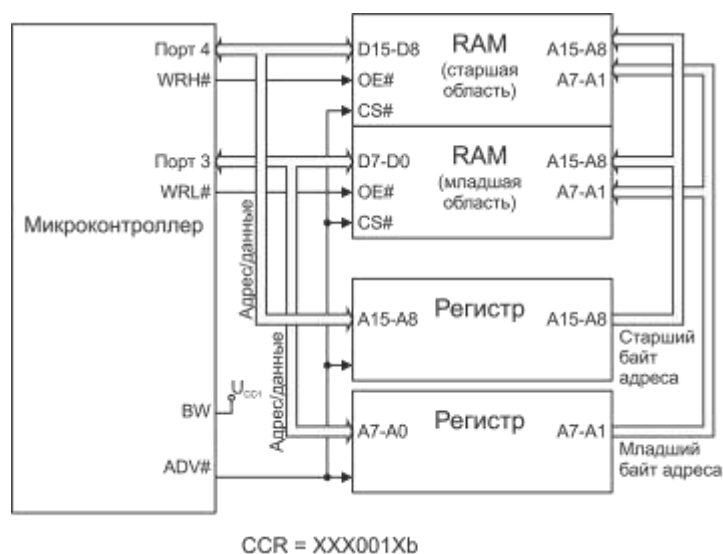 Микроконтроллер
Порт 4
WRH#
Порт 3
WRL#
BW
UCC1
ADV#
Адрес/данные
Адрес/данные
D15-D8
OE#
CS#
RAM
(старшая
область)
A15-A8
A7-A1
D7-D0
OE#
CS#
RAM
(младшая
область)
A15-A8
A7-A1
A15-A8
Регистр
A15-A8
Старший
байт
адреса
A7-A0
Регистр
A7-A1
Младший
байт адреса
CCR = XXX001Xb